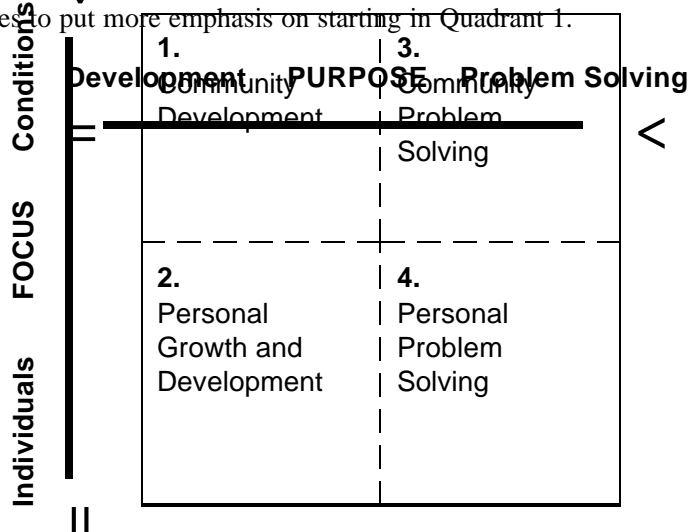 es to put more emphasis on starting in Quadrant 1.
Development PURPOSE Problem Solving
1.
Community
Development
3.
Community
Problem
Solving
2.
Personal
Growth and
Development
4.
Personal
Problem
Solving
Individuals FOCUS Conditions